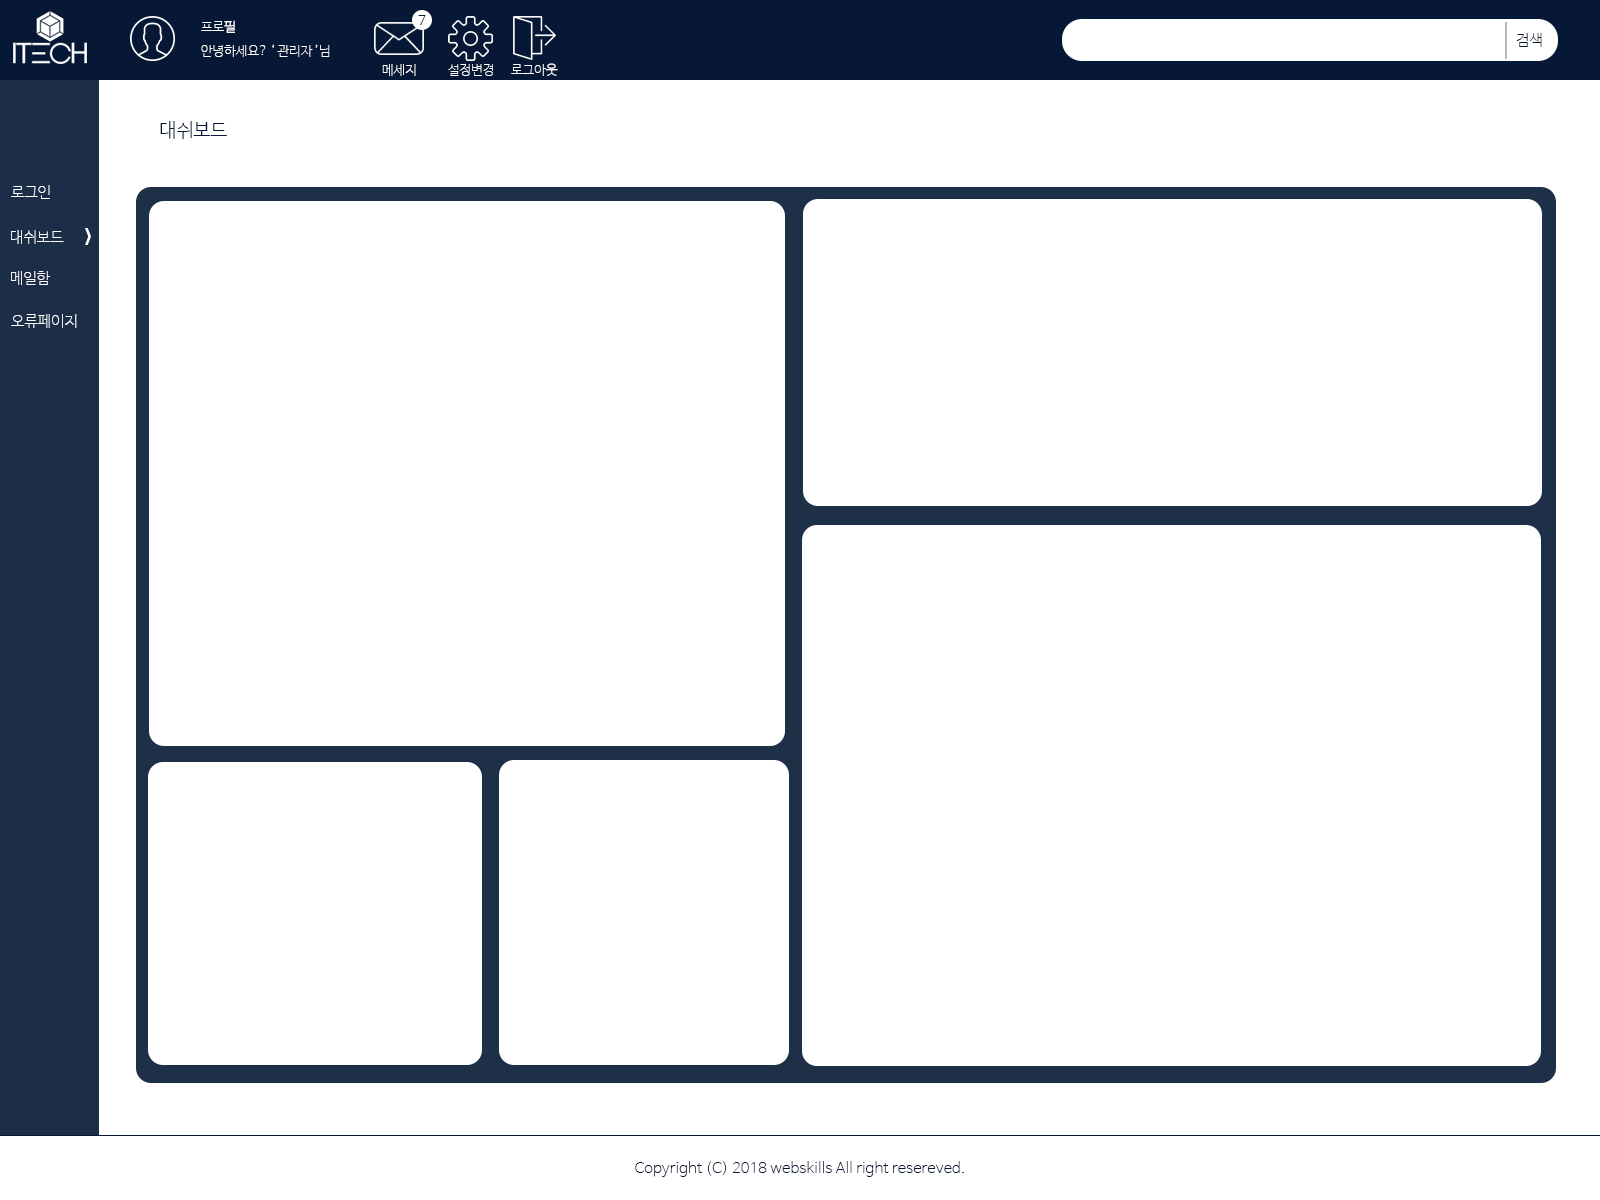 ITECH
프로필
안녕하세요? ‘관리자’님
7
메세지
설정변경
로그아웃
검색
대쉬보드
로그인
대쉬보드 ❭
메일함
오류페이지
Copyright (C) 2018 webskills All right resereved.